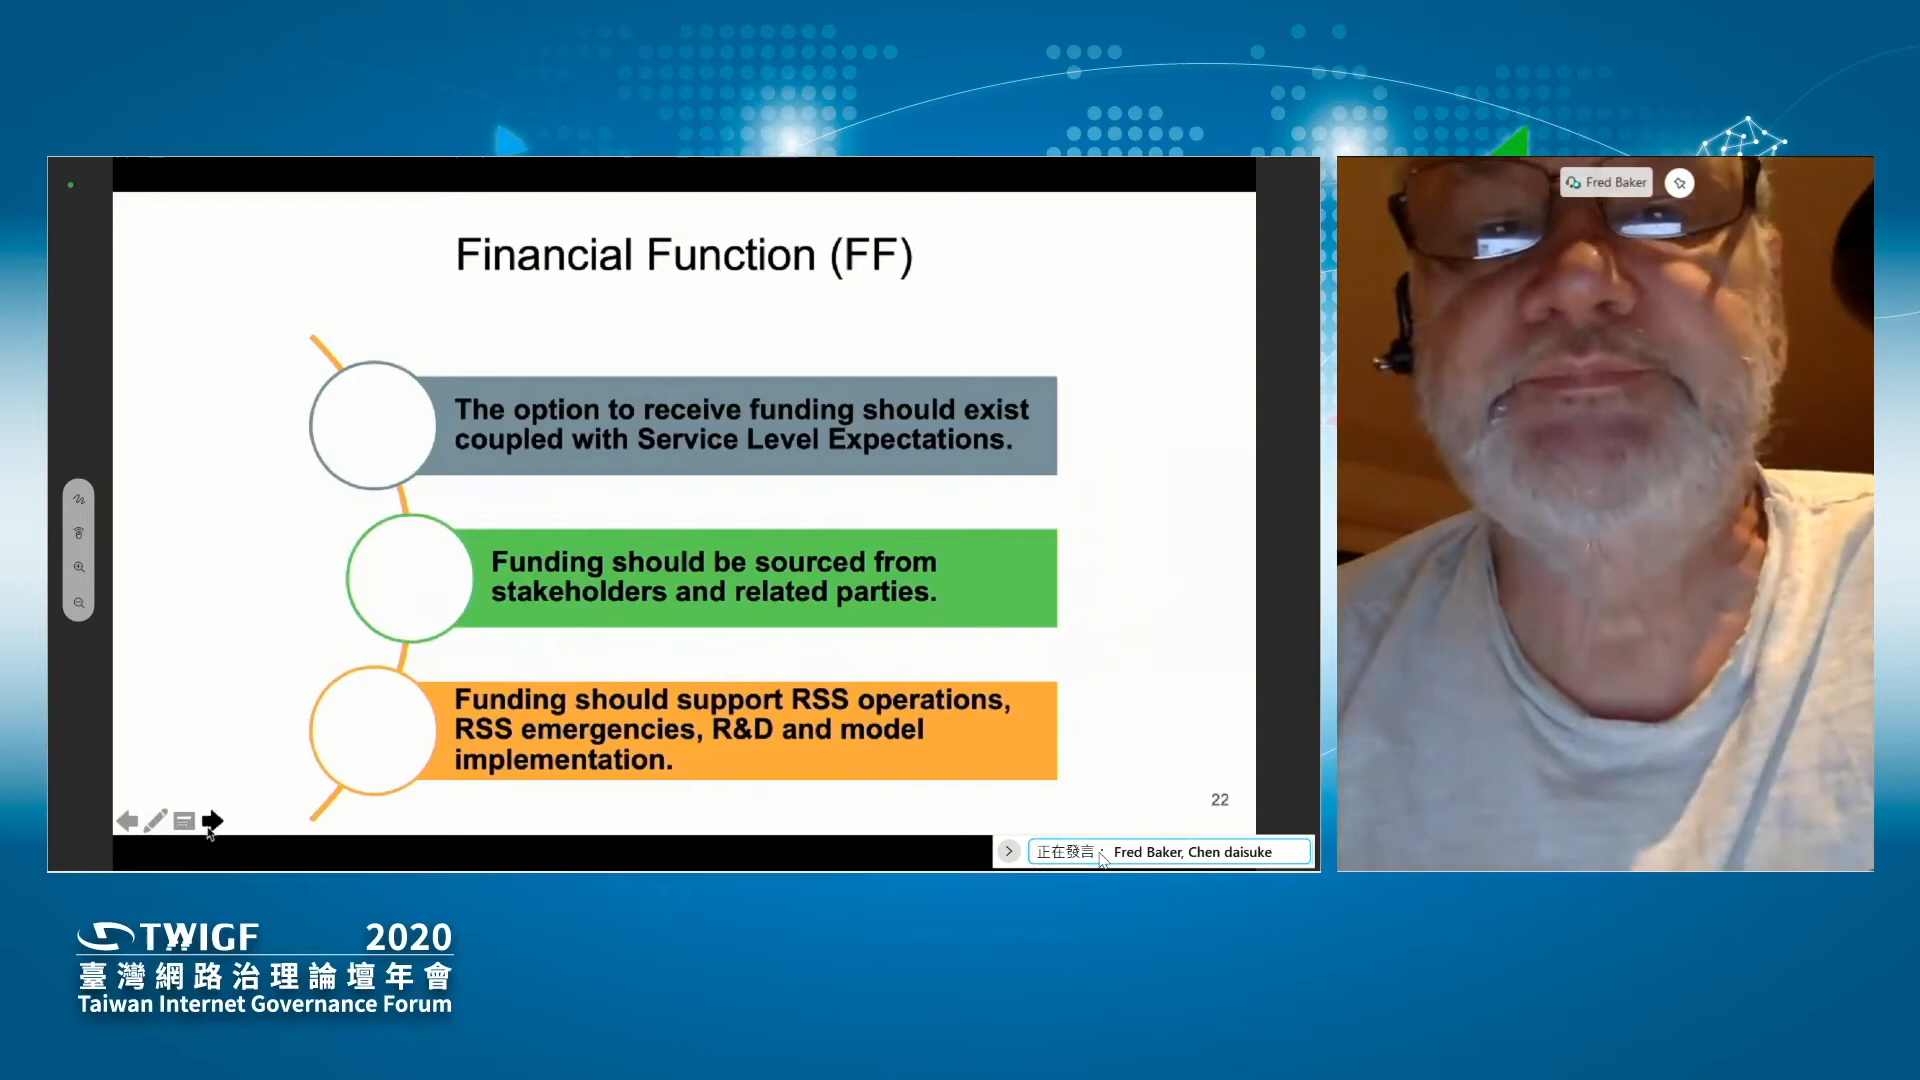 Financial Function (FF)
The option to receive funding should exist
coupled with Service Level Expectations.
Funding should be sourced from
stakeholders and related parties.
Funding should support RSS operations,
RSS emergencies, R&D and model
implementation.
22
正在發言： Fred Baker, Chen daisuke
Fred Baker
TWIGF 2020
臺灣網路治理論壇年會
Taiwan Internet Governance Forum